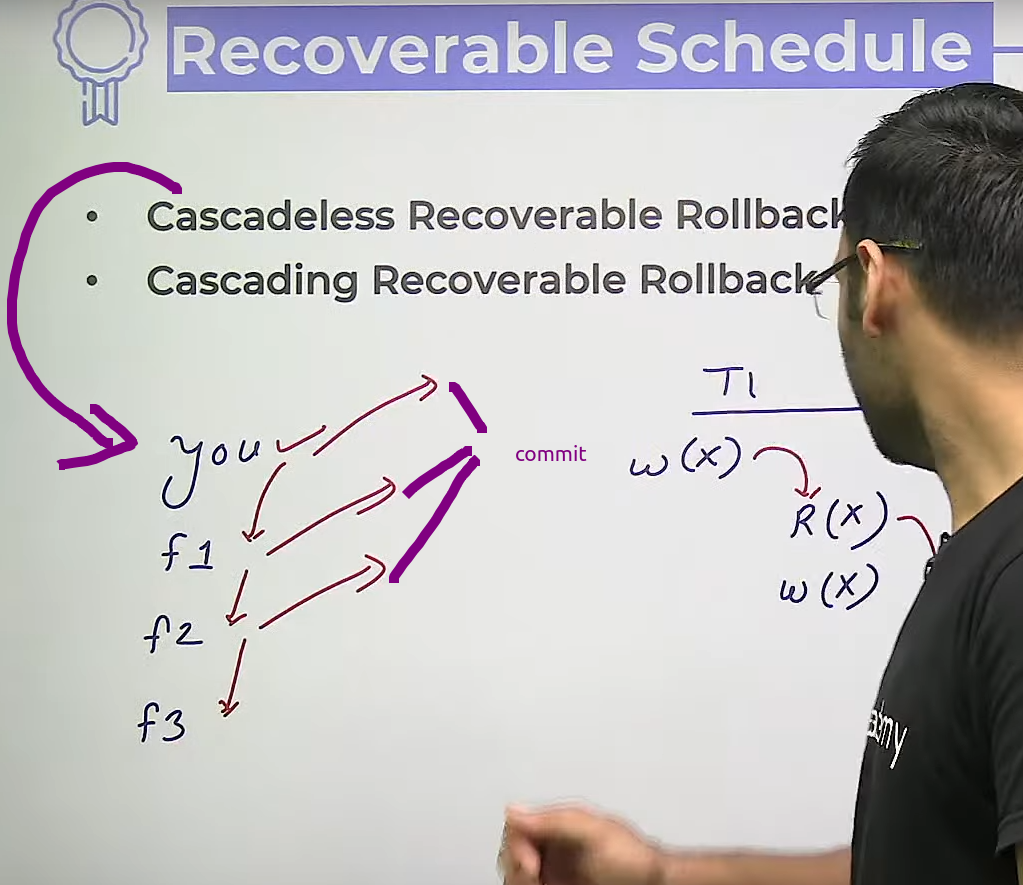 Recoverable Schedule
• Cascadeless Recoverable Rollback
• Cascading Recoverable Rollback
T1
you
commit
w(x)
R(x)
f1
w(x)
f2
f3